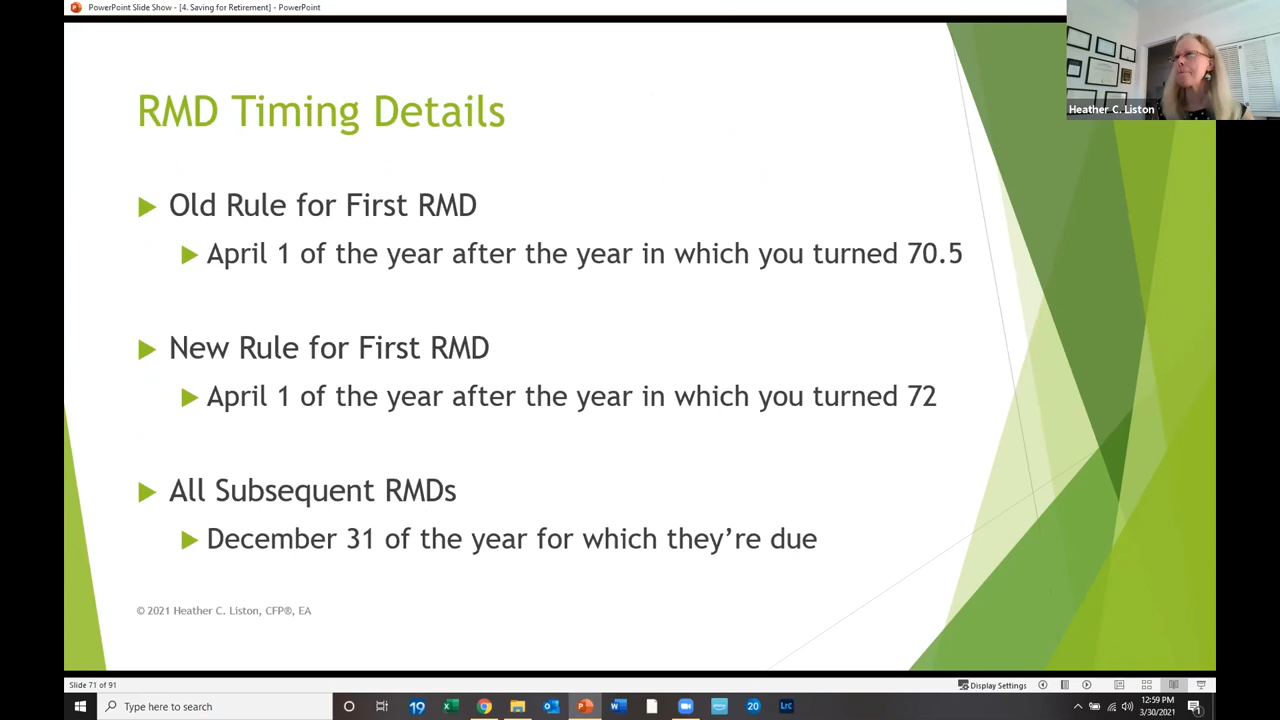 PowerPoint Slide Show - [4. Saving for Retirement] - PowerPoint
Heather C. Liston
RMD Timing Details
Old Rule for First RMD
April 1 of the year after the year in which you turned 70.5
New Rule for First RMD
April 1 of the year after the year in which you turned 72
All Subsequent RMDs
December 31 of the year for which they’re due
© 2021 Heather C. Liston, CFP®, EA
Slide 71 of 91
Display Settings
Type here to search
19
20
LrC
12:59 PM
3/30/2021
1